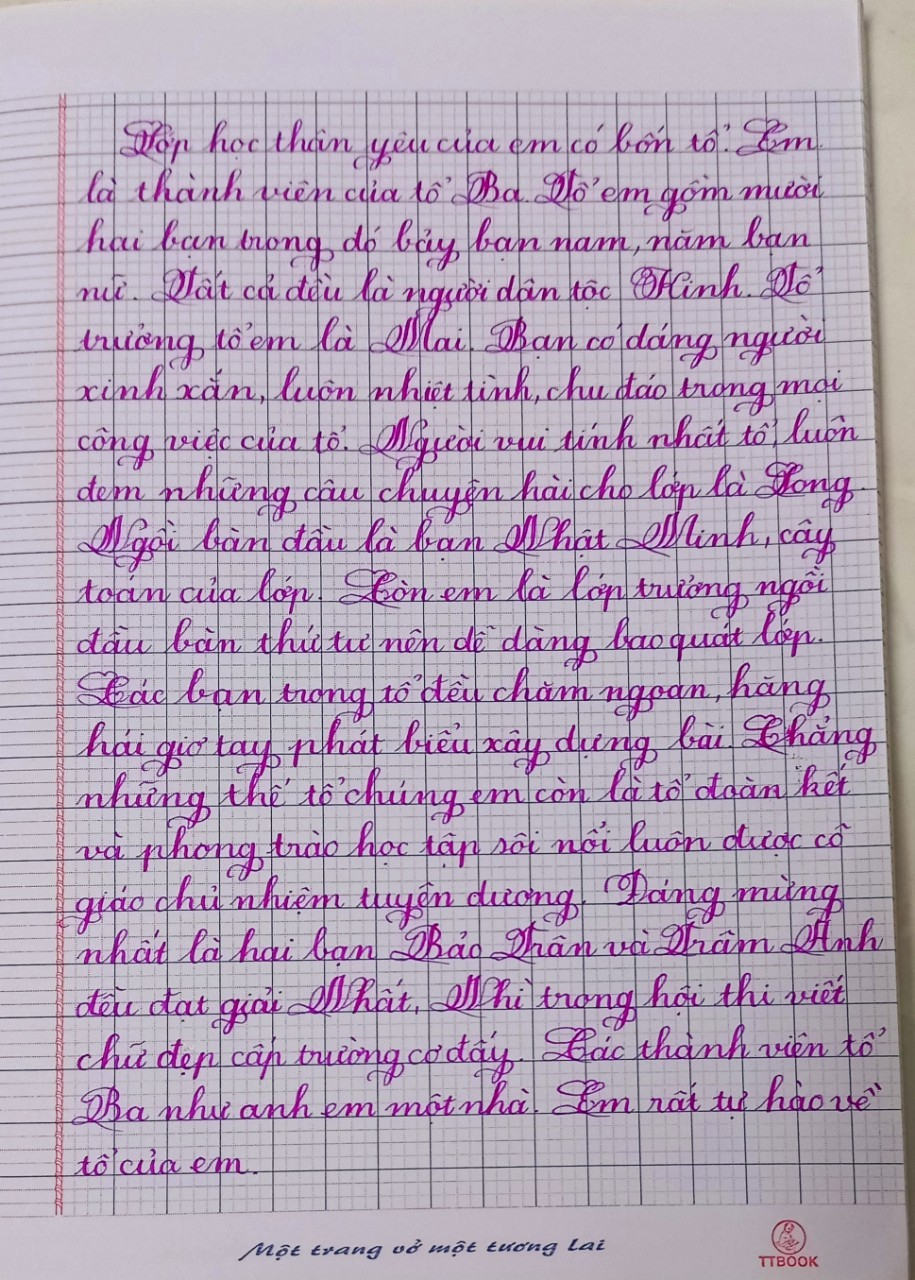 Lớp học thân yêu của em có bốn tổ. Em
là thành viên của tổ Ba. Tổ em gồm mười
hai bạn trong đó bảy bạn nam, năm bạn
nữ. Tất cả đều là người dân tộc Kinh. Tổ
trưởng tổ em là Mai. Bạn có dáng người
xinh xắn, luôn nhiệt tình, chu đáo trong mọi
công việc của tổ. Người vui tính nhất tổ, luôn
đem những câu chuyện hài cho lớp là Long.
Ngồi bàn đầu là bạn Nhật Minh, cây
toán của lớp. Còn em là lớp trưởng ngồi
đầu bàn thứ tư nên dễ dàng bao quát lớp.
Các bạn trong tổ đều chăm ngoan, hăng
hái giơ tay phát biểu xây dựng bài. Chẳng
những thế tổ chúng em còn là tổ đoàn kết
và phong trào học tập sôi nổi luôn được cô
giáo chủ nhiệm tuyên dương. Đáng mừng
nhất là hai bạn Bảo Trân và Trâm Anh
đều đạt giải Nhất, Nhì trong hội thi viết
chữ đẹp cấp trường cơ đấy. Các thành viên tổ
Ba như anh em một nhà. Em rất tự hào về
tổ của em.
Một trang vở một tương lai
TTBOOK